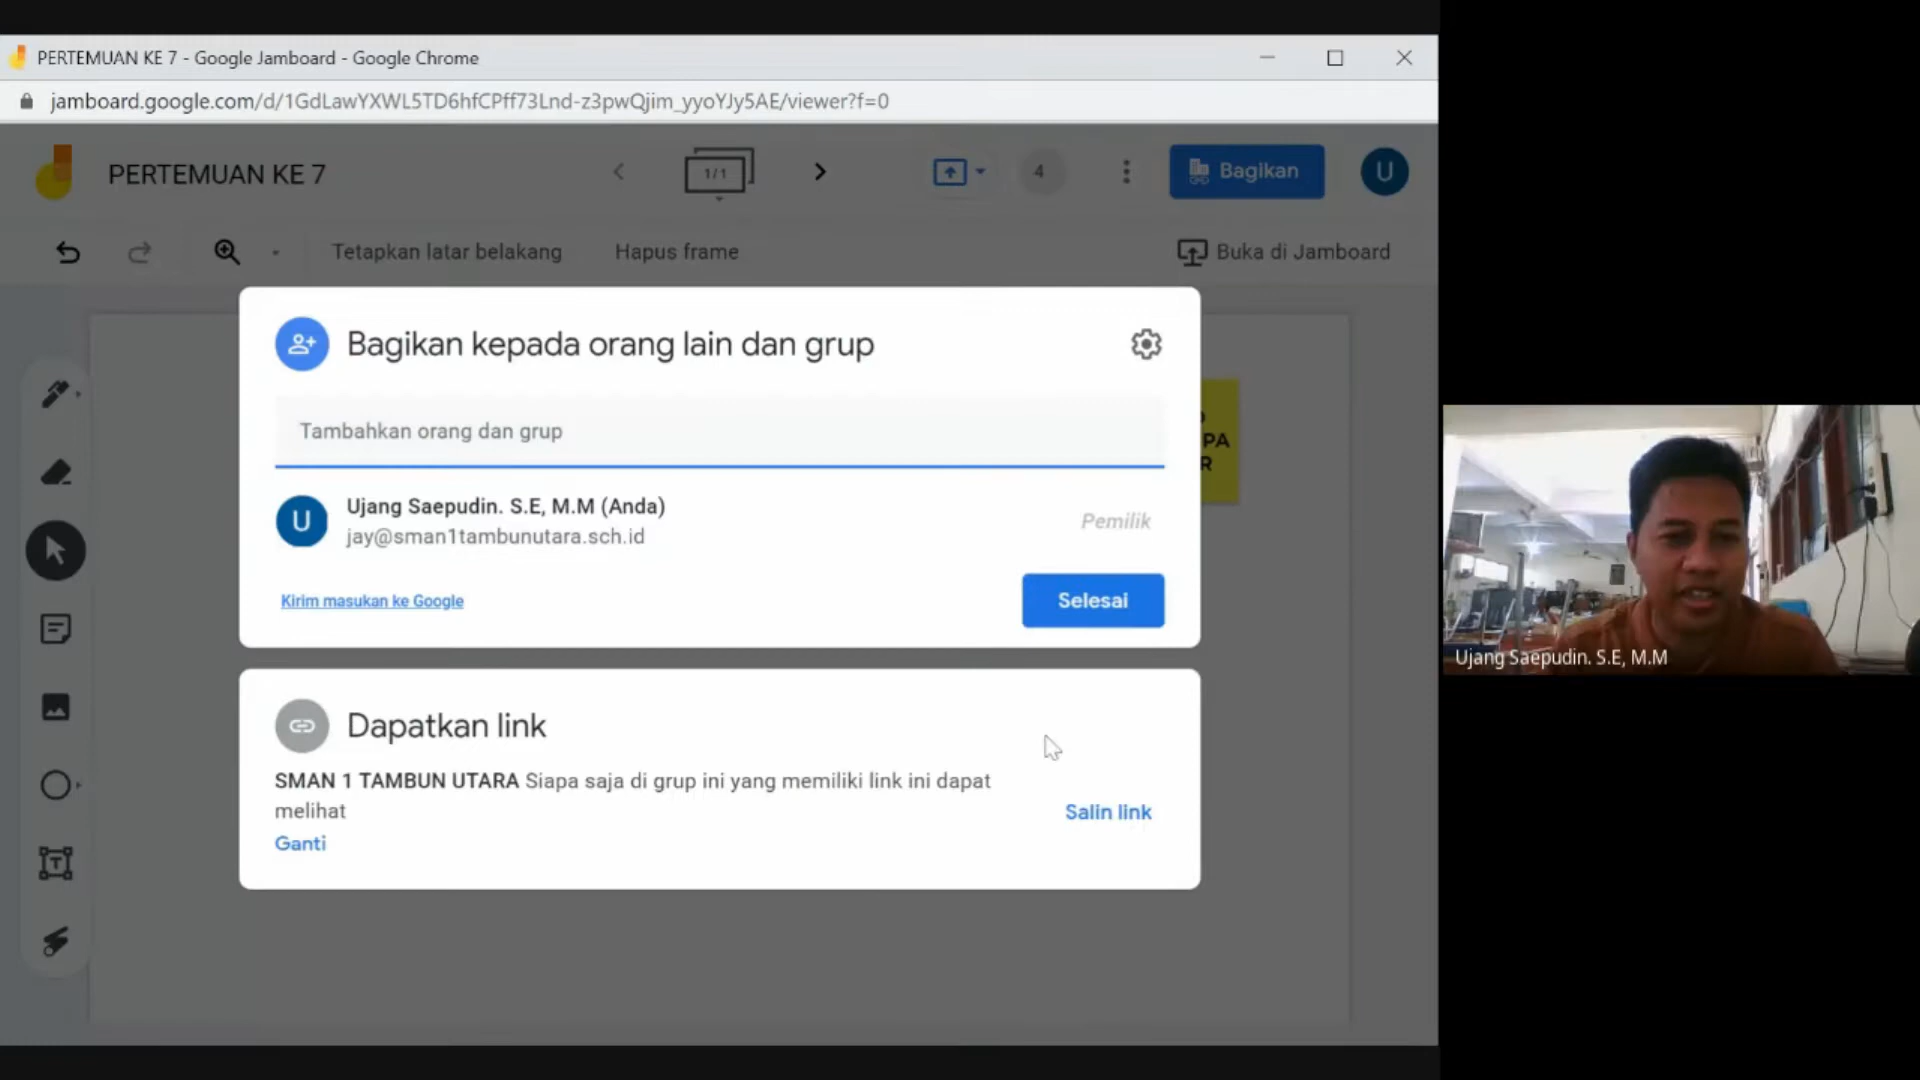 PERTEMUAN KE 7 - Google Jamboard - Google Chrome
jamboard.google.com/d/1GdLawYXWL5TD6hfCPff73Lnd-z3pwQjim_yyoYJy5AE/viewer?f=0
PERTEMUAN KE 7
1/1
4
Bagikan
U
Tetapkan latar belakang
Hapus frame
Buka di Jamboard
Bagikan kepada orang lain dan grup
Tambahkan orang dan grup
PA
R
U
Ujang Saepudin. S.E, M.M (Anda)
jay@sman1tambunutara.sch.id
Pemilik
Kirim masukan ke Google
Selesai
Dapatkan link
SMAN 1 TAMBUN UTARA Siapa saja di grup ini yang memiliki link ini dapat
melihat
Salin link
Ganti
Ujang Saepudin. S.E, M.M